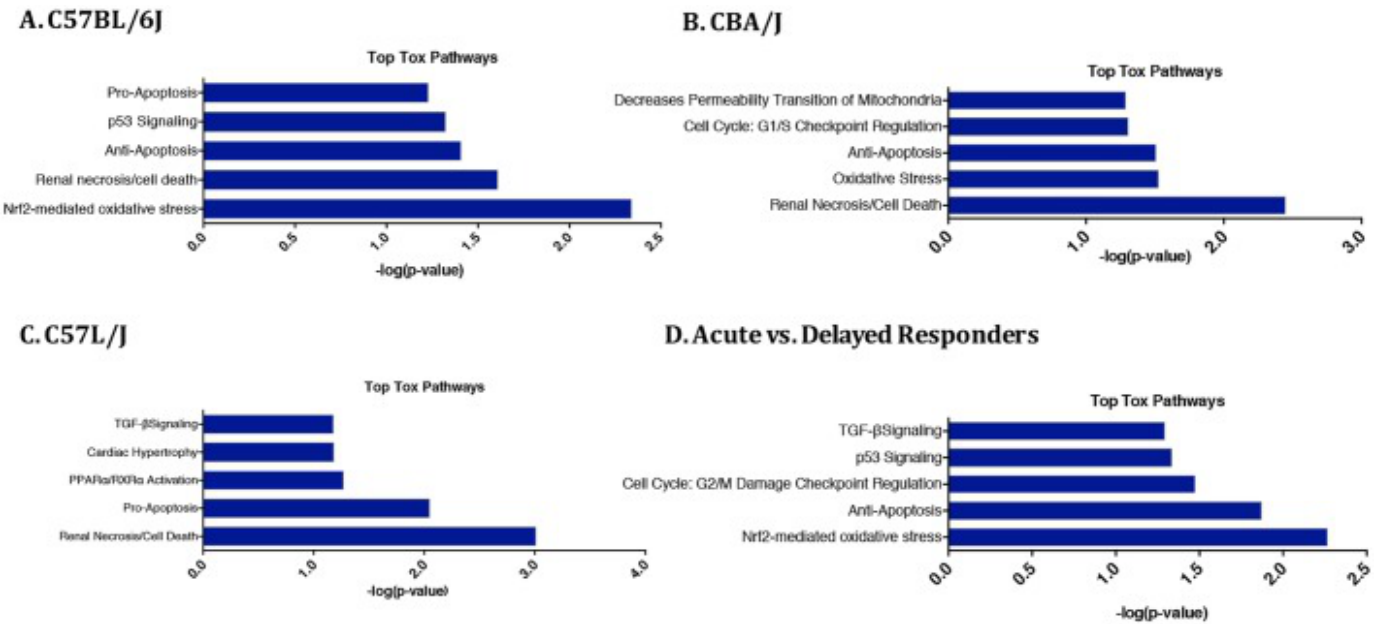 A. C57BL/6J
Top Tox Pathways
Pro-Apoptosis
p53 Signaling
Anti-Apoptosis
Renal necrosis/cell death
Nrf2-mediated oxidative stress
0.0 0.5 1.0 1.5 2.0 2.5
-log(p-value)
B. CBA/J
Top Tox Pathways
Decreases Permeability Transition of Mitochondria
Cell Cycle: G1/S Checkpoint Regulation
Anti-Apoptosis
Oxidative Stress
Renal Necrosis/Cell Death
0.0 1.0 2.0 3.0
-log(p-value)
C. C57L/J
Top Tox Pathways
TGF-βSignaling
Cardiac Hypertrophy
PPARα/RXRα Activation
Pro-Apoptosis
Renal Necrosis/Cell Death
0.0 1.0 2.0 3.0 4.0
-log(p-value)
D. Acute vs. Delayed Responders
Top Tox Pathways
TGF-βSignaling
p53 Signaling
Cell Cycle: G2/M Damage Checkpoint Regulation
Anti-Apoptosis
Nrf2-mediated oxidative stress
0.0 0.5 1.0 1.5 2.0 2.5
-log(p-value)